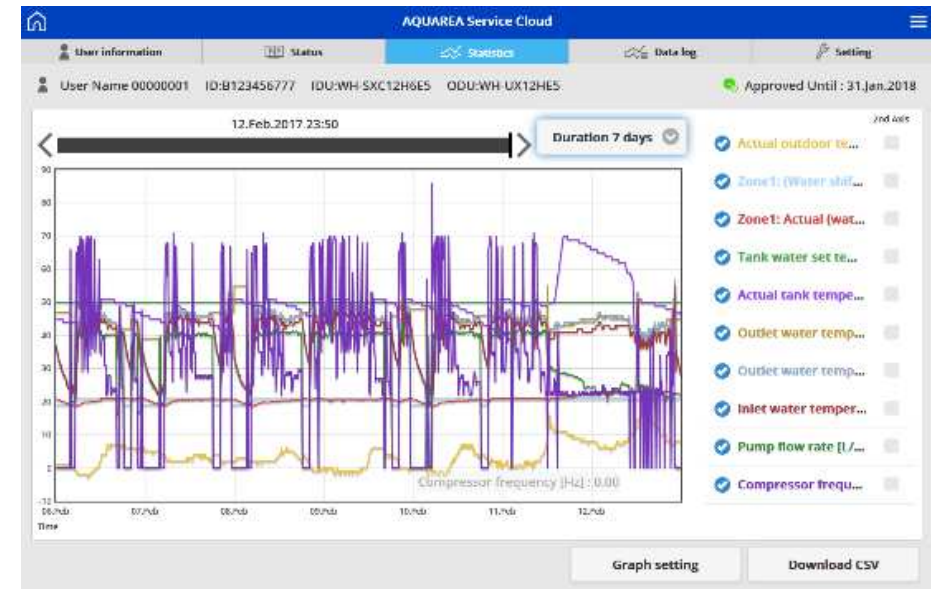 AQUAREA Service Cloud
User information
Status
Statistics
Data log
Setting
User Name 00000001 ID:B123456777 IDU:WH-SXC12H6E5 ODU:WH-UX12HE5
Approved Until : 31.Jan.2018
12.Feb.2017 23:50
Duration 7 days
2nd Axis
Actual outdoor te...
Zone1: (Water shif...
Zone1: Actual (wat...
Tank water set te...
Actual tank tempe...
Outlet water temp...
Outlet water temp...
Inlet water temper...
Pump flow rate [L/...
Compressor frequ...
90
80
70
60
50
40
30
20
10
0
-10
Compressor frequency [Hz] : 0.00
06.Feb 07.Feb 08.Feb 09.Feb 10.Feb 11.Feb 12.Feb
Time
Graph setting
Download CSV